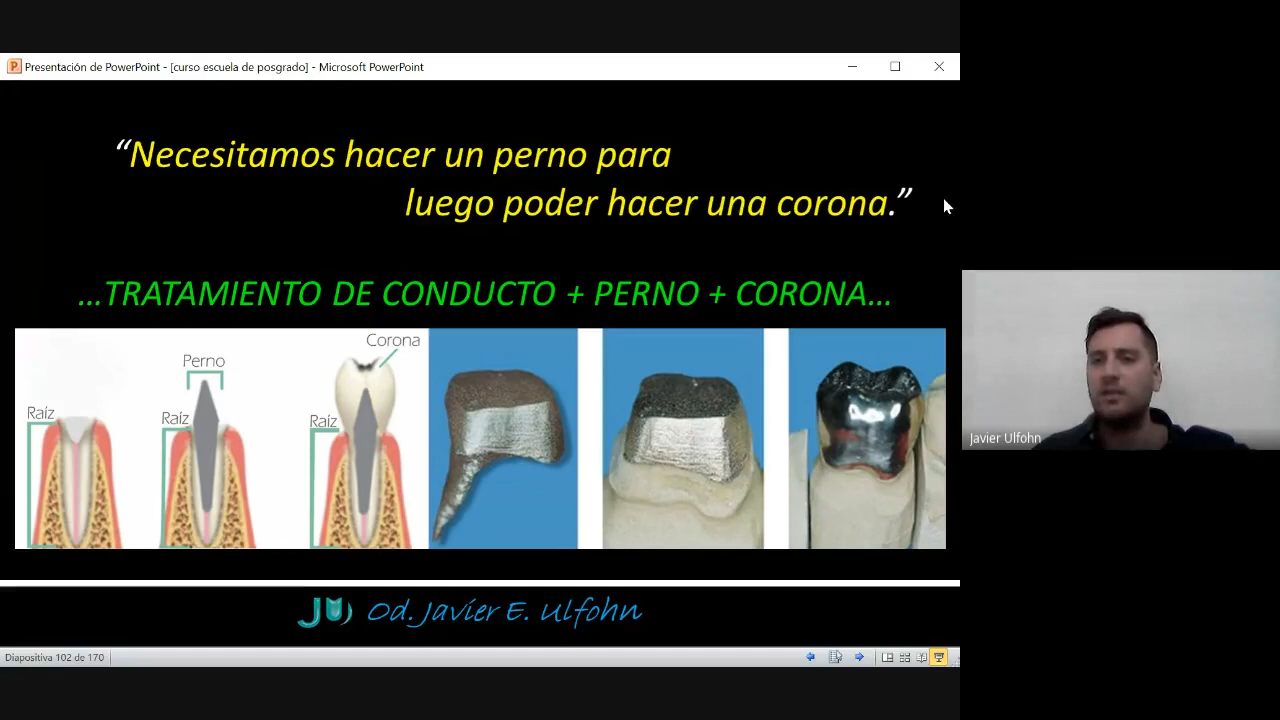 Presentación de PowerPoint - [curso escuela de posgrado] - Microsoft PowerPoint
“Necesitamos hacer un perno para
luego poder hacer una corona.”
...TRATAMIENTO DE CONDUCTO + PERNO + CORONA...
Corona
Perno
Raíz
Raíz
Raíz
Javier Ulfohn
JU Od. Javier E. Ulfohn
Diapositiva 102 de 170